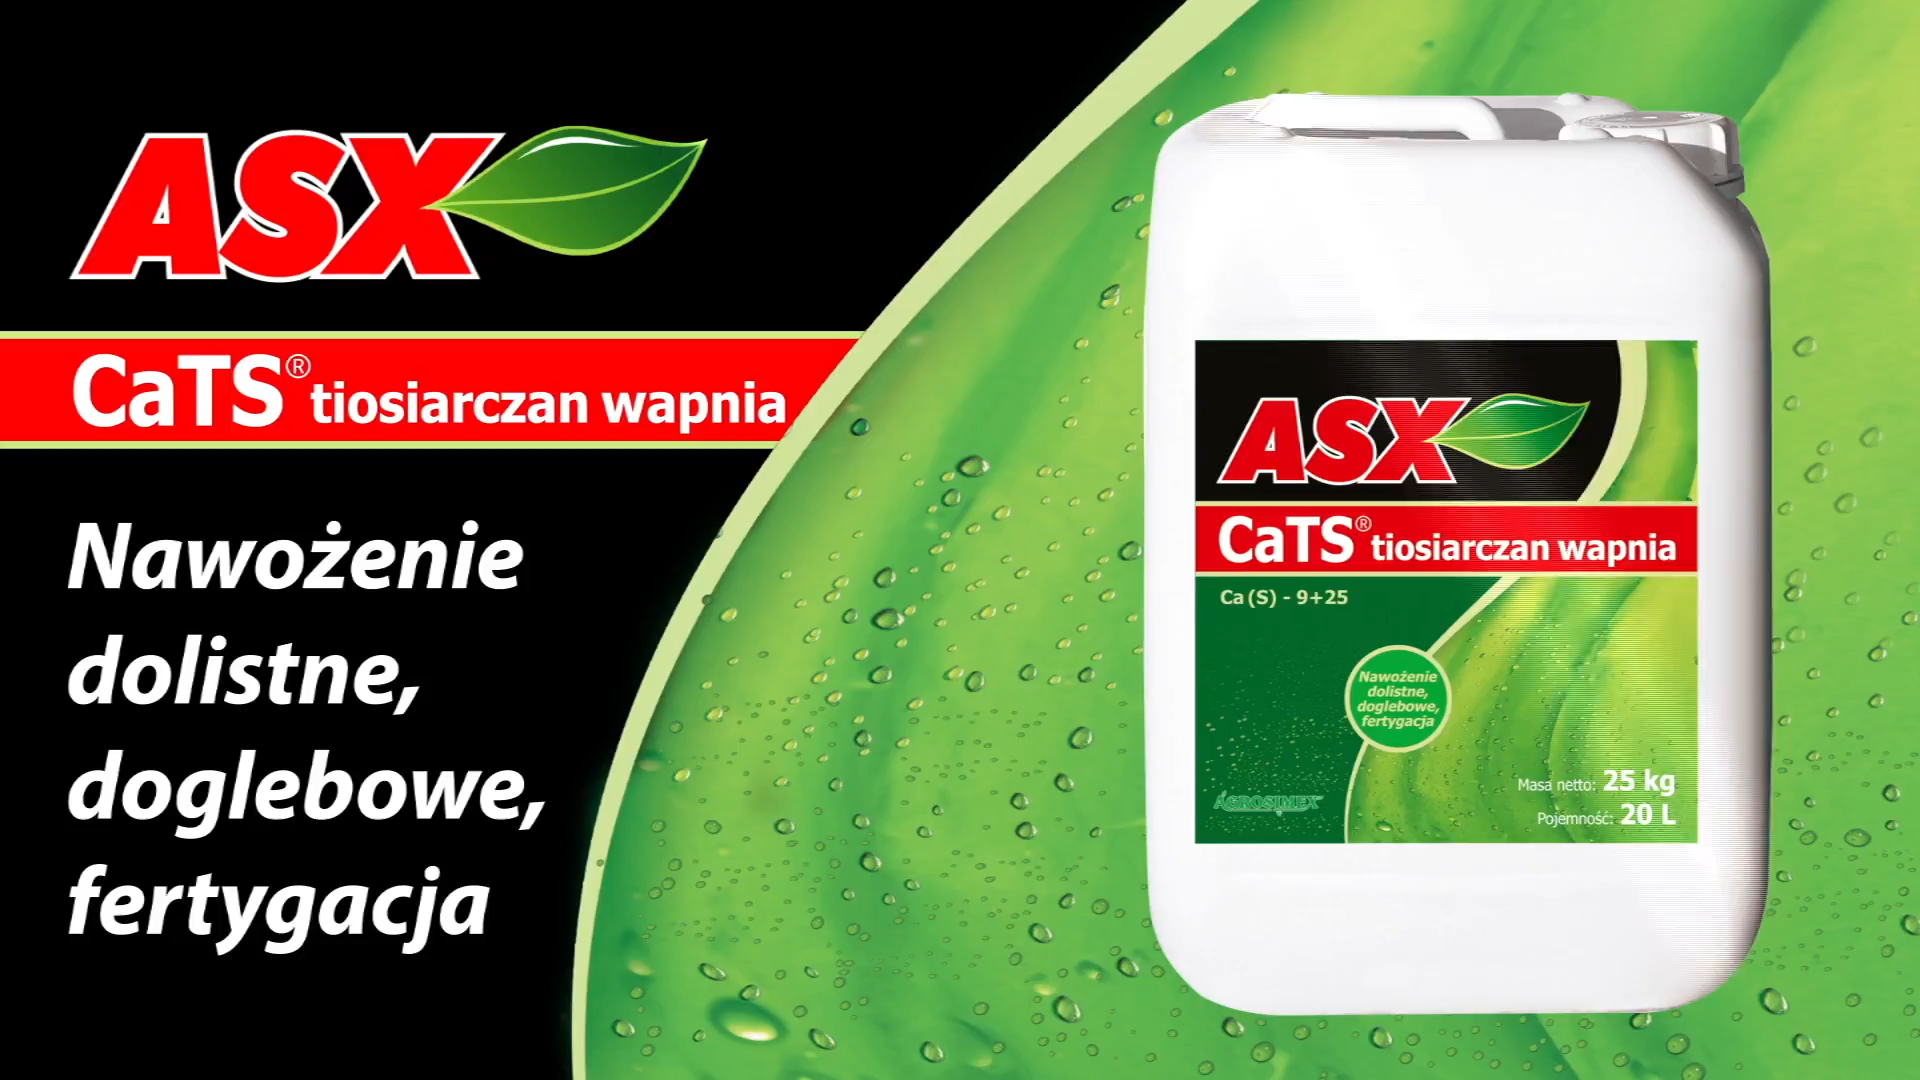 ASX
CaTS® tiosiarczan wapnia
Nawożenie
dolistne,
doglebowe,
fertygacja
ASX
CaTS® tiosiarczan wapnia
Ca (S) - 9+25
Nawożenie
dolistne,
doglebowe,
fertygacja
AGROSIMEX
Masa netto: 25 kg
Pojemność: 20 L